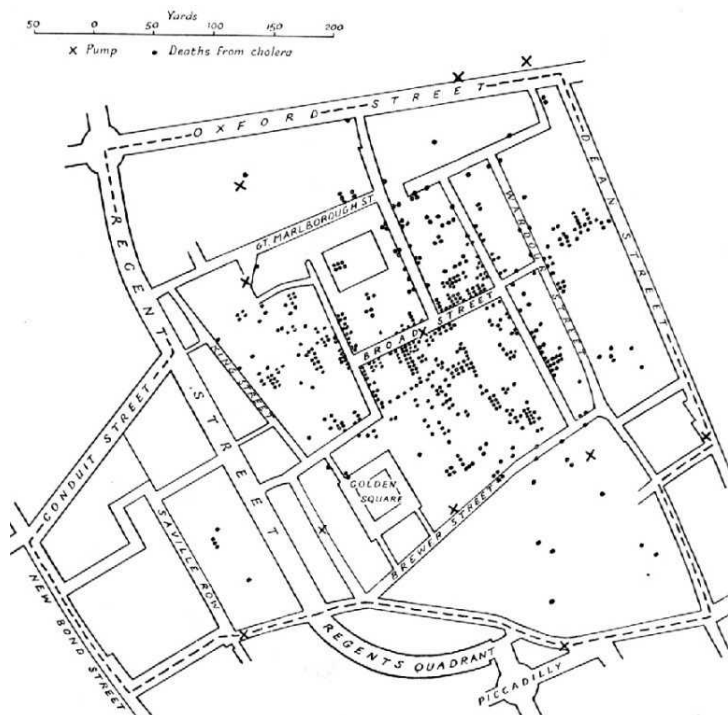 Yards
50 0 50 100 150 200
× Pump • Deaths from cholera
OXFORD STREET
REGENT STREET
GT. MARLBOROUGH ST.
WARDOUR STREET
DEAN STREET
BROAD STREET
KING STREET
CONDUIT STREET
GOLDEN
SQUARE
BREWER STREET
SAVILLE ROW
NEW BOND STREET
REGENTS QUADRANT
PICCADILLY